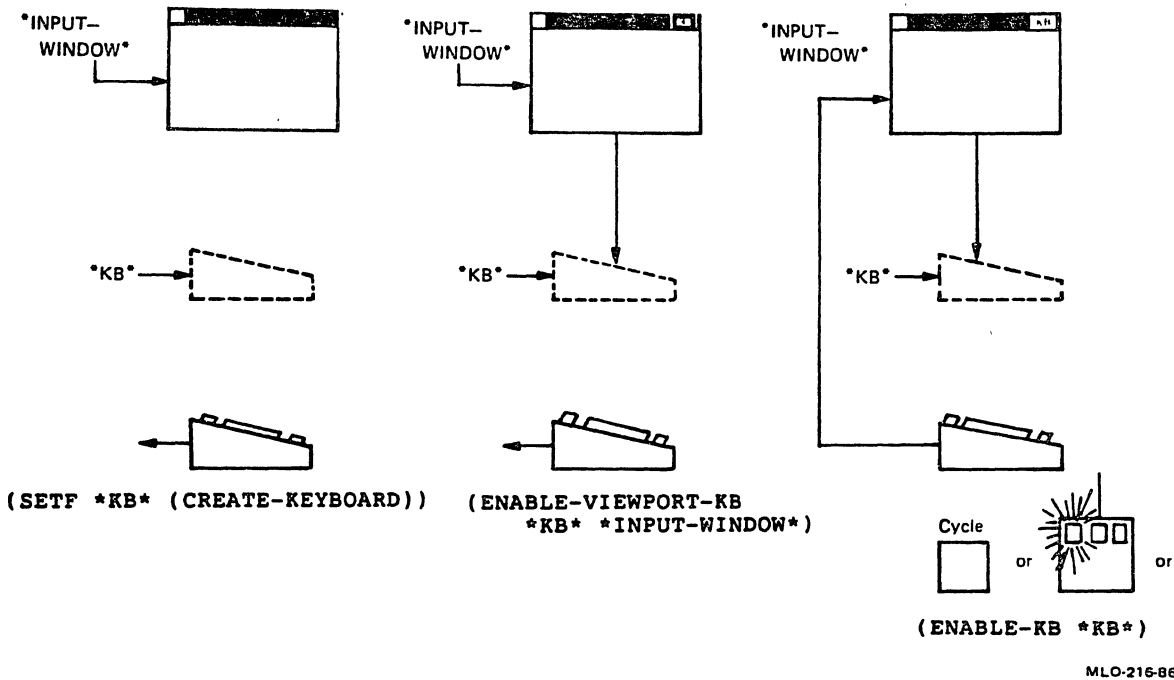 *INPUT-
WINDOW*
*INPUT-
WINDOW*
KB
*INPUT-
WINDOW*
*KB*
*KB*
*KB*
(SETF *KB* (CREATE-KEYBOARD))
(ENABLE-VIEWPORT-KB
*KB* *INPUT-WINDOW*)
Cycle
or
or
(ENABLE-KB *KB*)
MLO-216-86